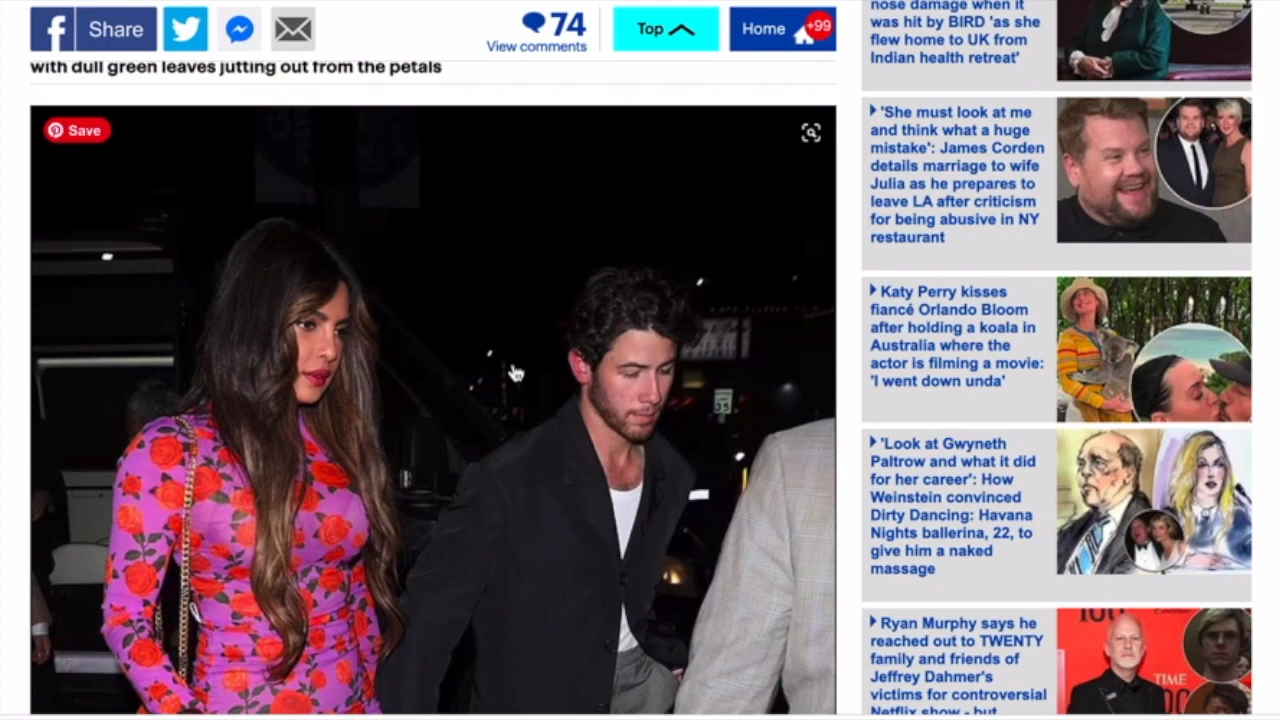 Share
74
View comments
Top
Home
+99
with dull green leaves jutting out from the petals
Save
35
nose damage when it
was hit by BIRD 'as she
flew home to UK from
Indian health retreat'
'She must look at me
and think what a huge
mistake': James Corden
details marriage to wife
Julia as he prepares to
leave LA after criticism
for being abusive in NY
restaurant
Katy Perry kisses
fiancé Orlando Bloom
after holding a koala in
Australia where the
actor is filming a movie:
'I went down unda'
'Look at Gwyneth
Paltrow and what it did
for her career': How
Weinstein convinced
Dirty Dancing: Havana
Nights ballerina, 22, to
give him a naked
massage
Ryan Murphy says he
reached out to TWENTY
family and friends of
Jeffrey Dahmer's
victims for controversial
Netflix show - but
TIME